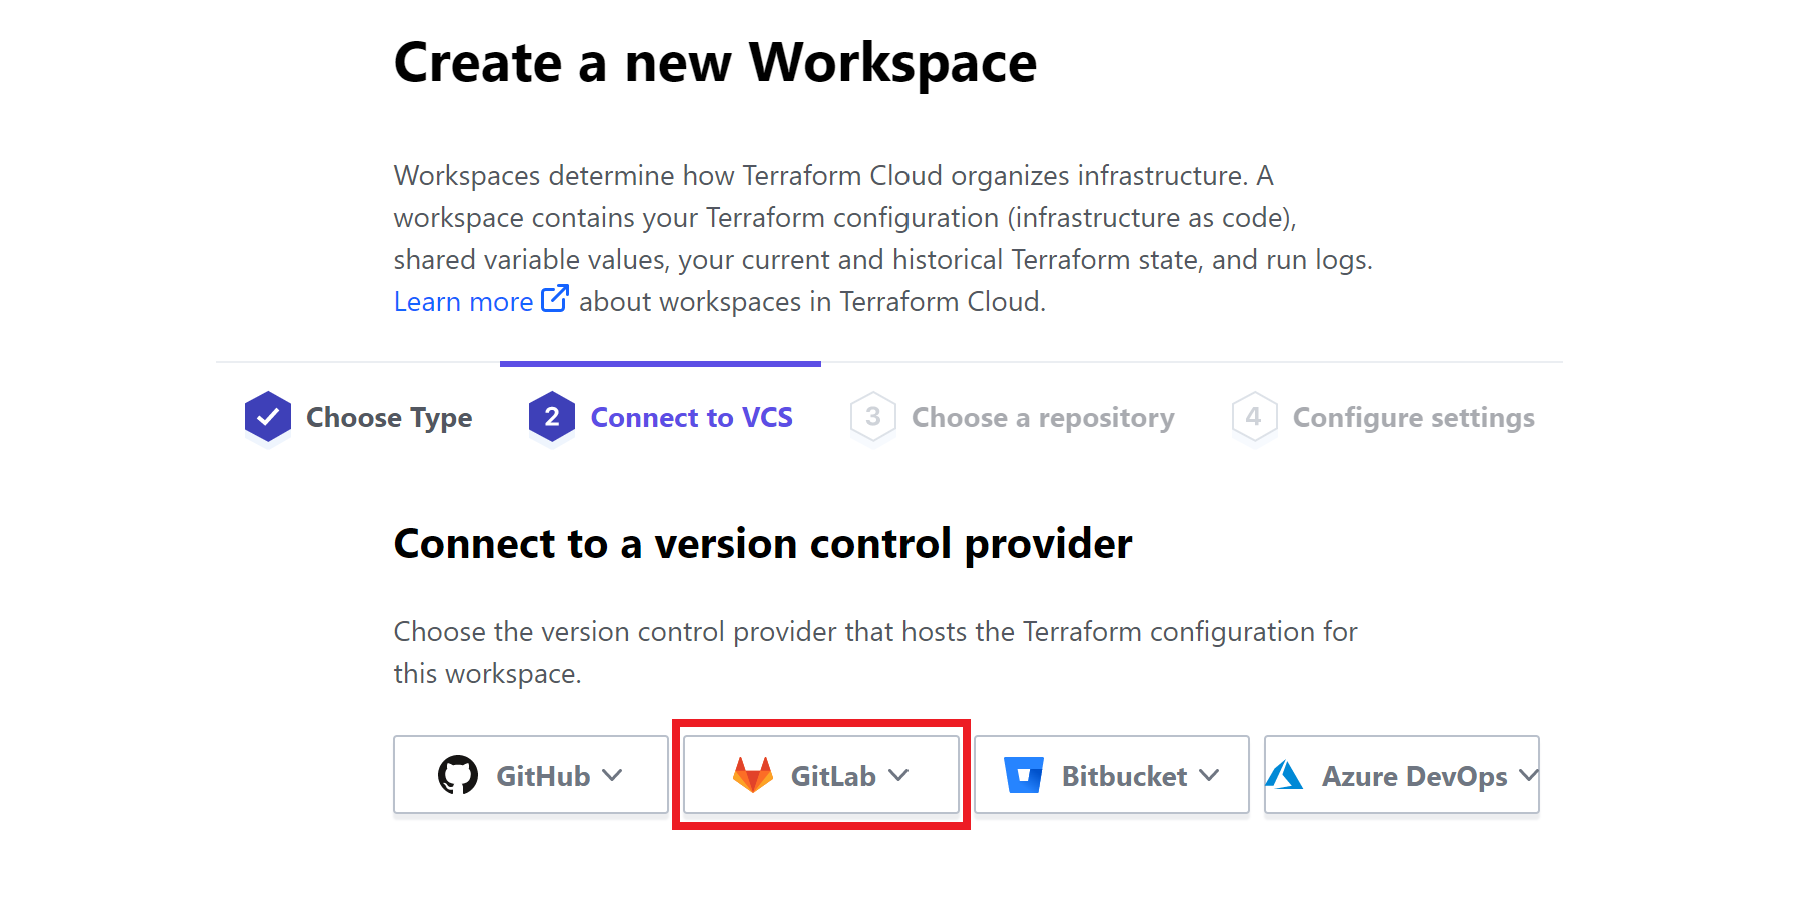 Create a new Workspace
Workspaces determine how Terraform Cloud organizes infrastructure. A
workspace contains your Terraform configuration (infrastructure as code),
shared variable values, your current and historical Terraform state, and run logs.
Learn more about workspaces in Terraform Cloud.
Choose Type
2 Connect to VCS
3 Choose a repository
4 Configure settings
Connect to a version control provider
Choose the version control provider that hosts the Terraform configuration for
this workspace.
GitHub
GitLab
Bitbucket
Azure DevOps